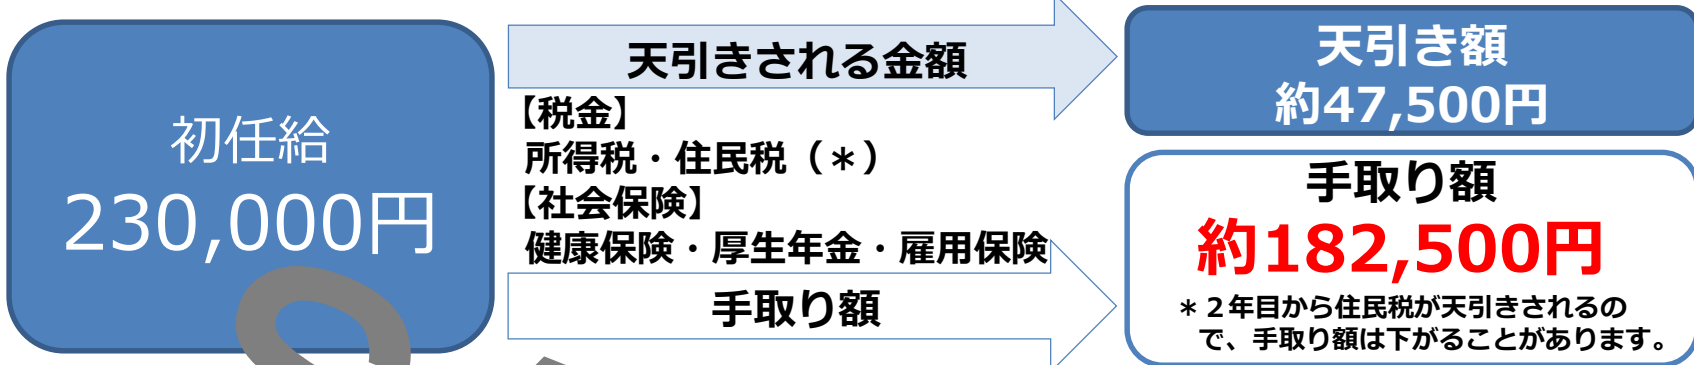 初任給
230,000円
天引きされる金額
【税金】
所得税・住民税（＊）
【社会保険】
健康保険・厚生年金・雇用保険
手取り額
天引き額
約47,500円
手取り額
約182,500円
＊２年目から住民税が天引きされるの
で、手取り額は下がることがあります。